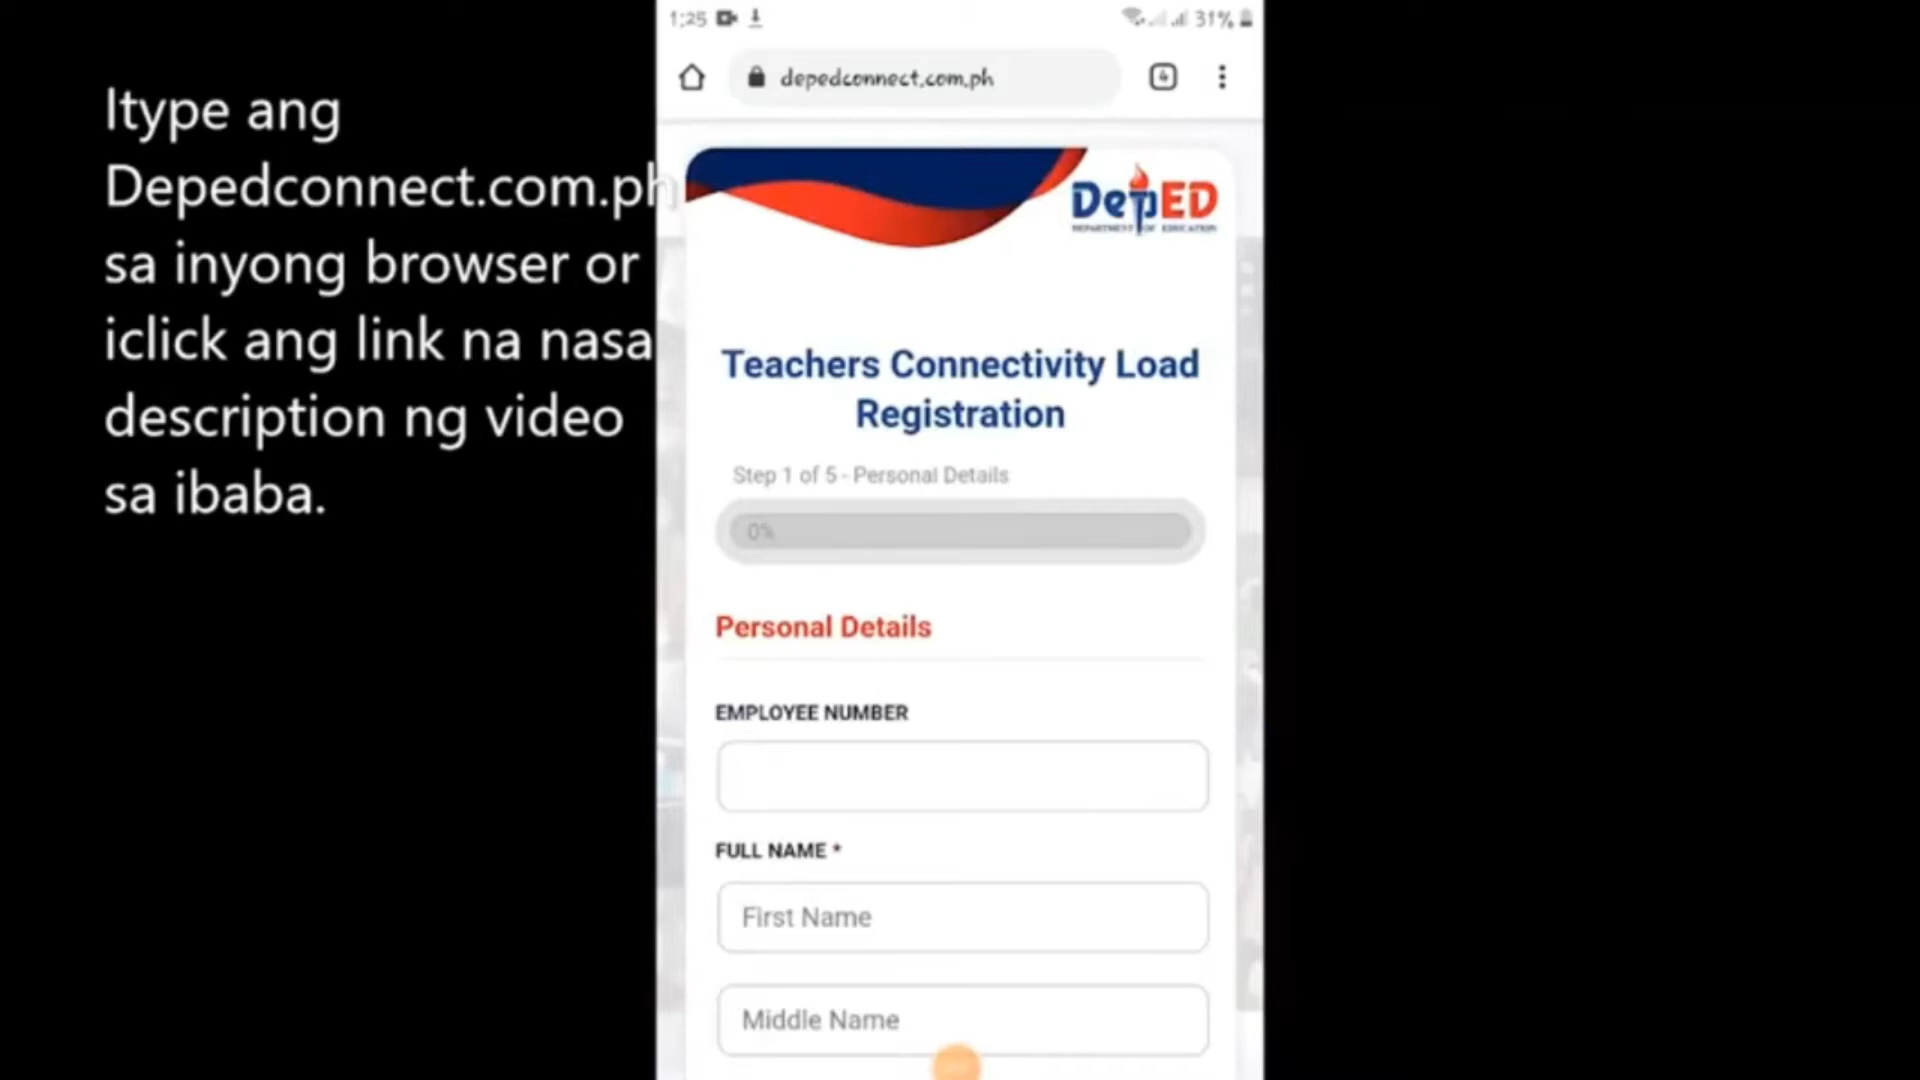 Itype ang
Depedconnect.com.ph
sa inyong browser or
iclick ang link na nasa
description ng video
sa ibaba.
1:25
31%
depedconnect.com.ph
4
DepED
DEPARTMENT OF EDUCATION
Teachers Connectivity Load
Registration
Step 1 of 5 - Personal Details
0%
Personal Details
EMPLOYEE NUMBER
FULL NAME *
First Name
Middle Name